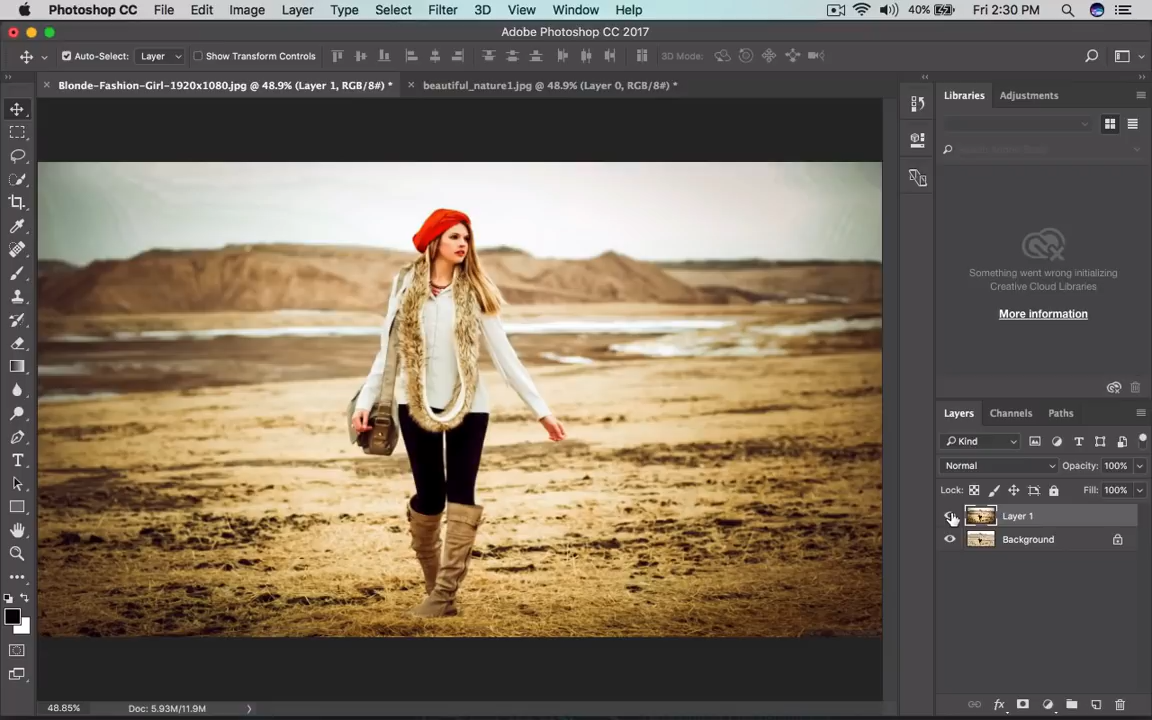 Photoshop CC File Edit Image Layer Type Select Filter 3D View Window Help 40% Fri 2:30 PM
Adobe Photoshop CC 2017
Auto-Select: Layer Show Transform Controls 3D Mode:
Blonde-Fashion-Girl-1920x1080.jpg @ 48.9% (Layer 1, RGB/8#) * beautiful_nature1.jpg @ 48.9% (Layer 0, RGB/8#) *
Libraries Adjustments
Something went wrong initializing
Creative Cloud Libraries
More information
Layers Channels Paths
Kind
Normal Opacity: 100%
Lock: Fill: 100%
Layer 1
Background
48.85% Doc: 5.93M/11.9M